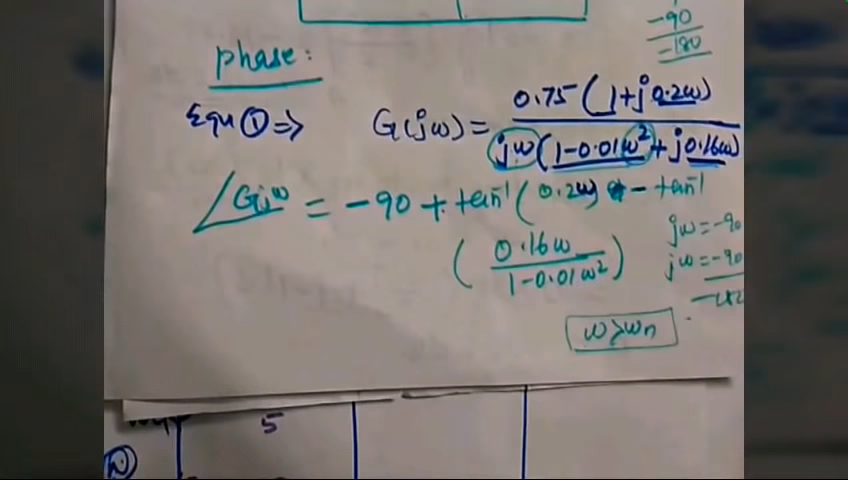 -90
-180
Phase:
Equ ① => G(jω) = 0.75(1+j0.2ω)
jω(1-0.01ω²+j0.16ω)
∠Gjω = -90 + tan⁻¹(0.2ω) - tan⁻¹
(0.16ω
1-0.01ω²)
jω = -90
jω = -90
ω>ωn
5